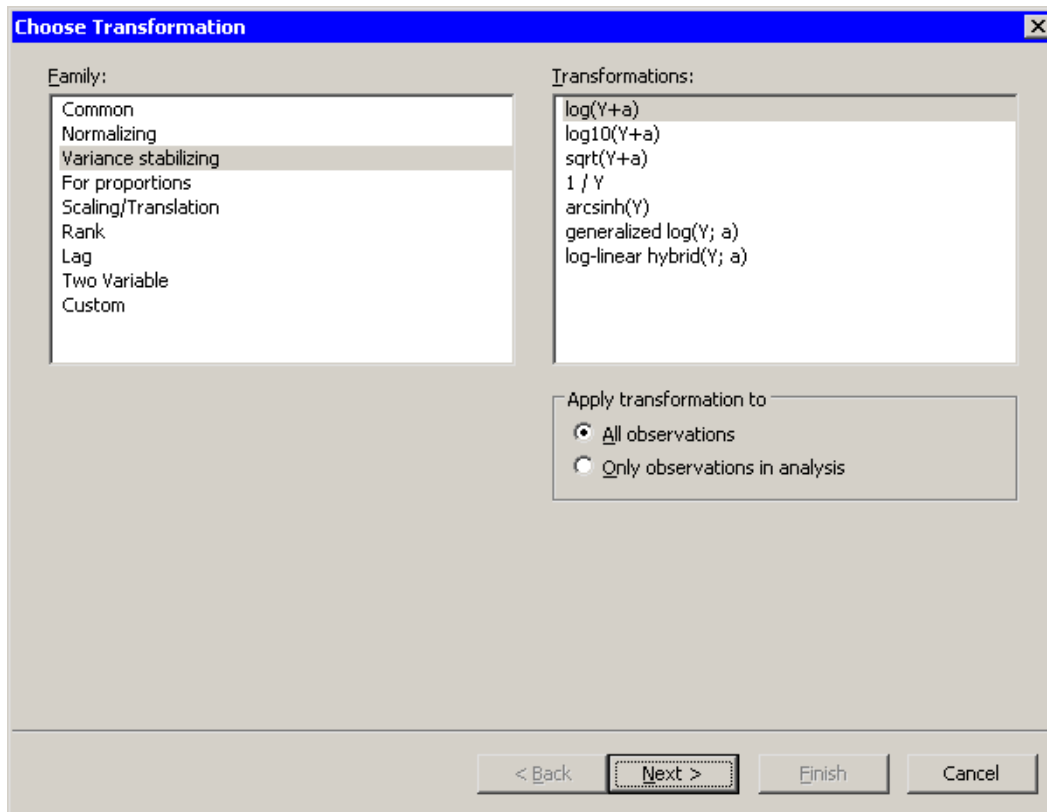 Choose Transformation
Family:
Common
Normalizing
Variance stabilizing
For proportions
Scaling/Translation
Rank
Lag
Two Variable
Custom
Transformations:
log(Y+a)
log10(Y+a)
sqrt(Y+a)
1 / Y
arcsinh(Y)
generalized log(Y; a)
log-linear hybrid(Y; a)
Apply transformation to
All observations
Only observations in analysis
< Back
Next >
Finish
Cancel